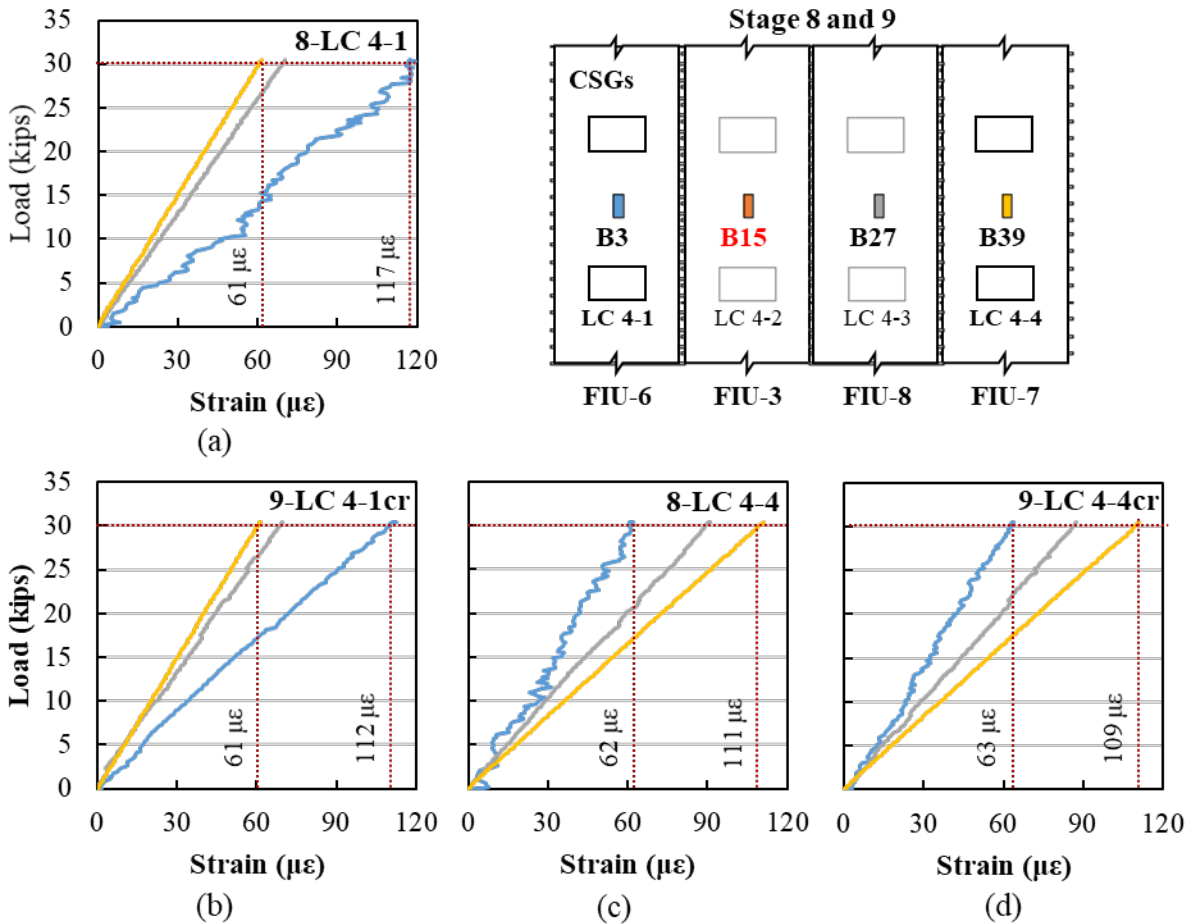 8-LC 4-1
35
30
25
20
15
10
5
0
Load (kips)
61 με
117 με
0 30 60 90 120
Strain (με)
(a)
Stage 8 and 9
CSGs
B3 B15 B27 B39
LC 4-1 LC 4-2 LC 4-3 LC 4-4
FIU-6 FIU-3 FIU-8 FIU-7
9-LC 4-1cr
35
30
25
20
15
10
5
0
Load (kips)
61 με
112 με
0 30 60 90 120
Strain (με)
(b)
8-LC 4-4
62 με
111 με
0 30 60 90 120
Strain (με)
(c)
9-LC 4-4cr
63 με
109 με
0 30 60 90 120
Strain (με)
(d)